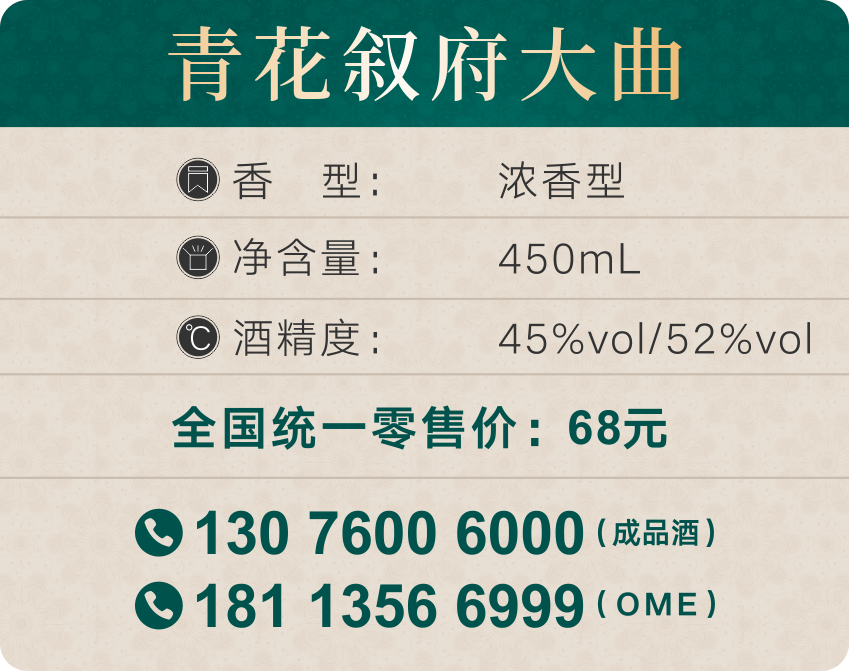 青花叙府大曲
香 型： 浓香型
净含量： 450mL
℃ 酒精度： 45%vol/52%vol
全国统一零售价：68元
130 7600 6000（成品酒）
181 1356 6999（OME）